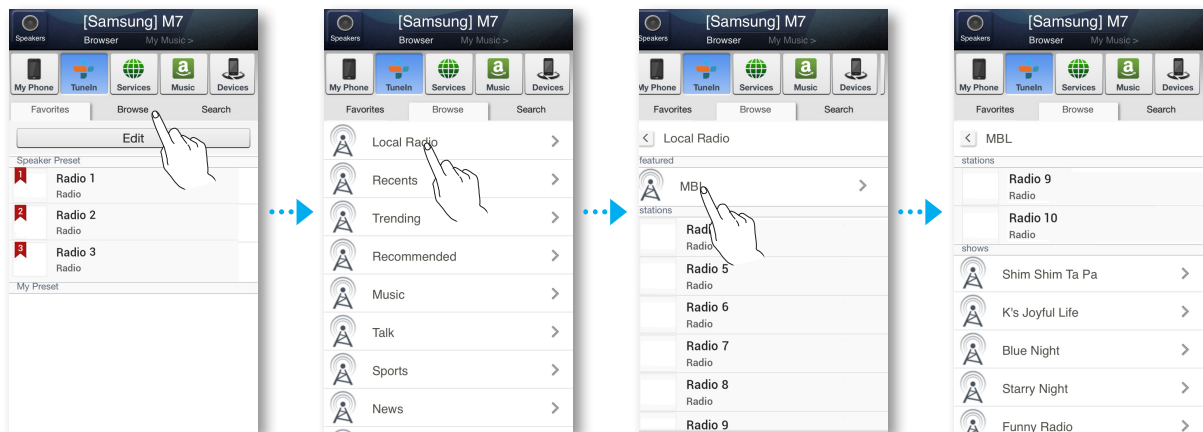 [Samsung] M7
Speakers
Browser
My Music >
My Phone
TuneIn
Services
Music
Devices
Favorites
Browse
Search
Edit
Speaker Preset
1
Radio 1
Radio
2
Radio 2
Radio
3
Radio 3
Radio
My Preset
[Samsung] M7
Speakers
Browser
My Music >
My Phone
TuneIn
Services
Music
Devices
Favorites
Browse
Search
Local Radio
Recents
Trending
Recommended
Music
Talk
Sports
News
[Samsung] M7
Speakers
Browser
My Music >
My Phone
TuneIn
Services
Music
Devices
Favorites
Browse
Search
Local Radio
featured
MBL
stations
Radio
Radio 5
Radio
Radio 6
Radio
Radio 7
Radio
Radio 8
Radio
Radio 9
[Samsung] M7
Speakers
Browser
My Music >
My Phone
TuneIn
Services
Music
Devices
Favorites
Browse
Search
MBL
stations
Radio 9
Radio
Radio 10
Radio
shows
Shim Shim Ta Pa
K's Joyful Life
Blue Night
Starry Night
Funny Radio